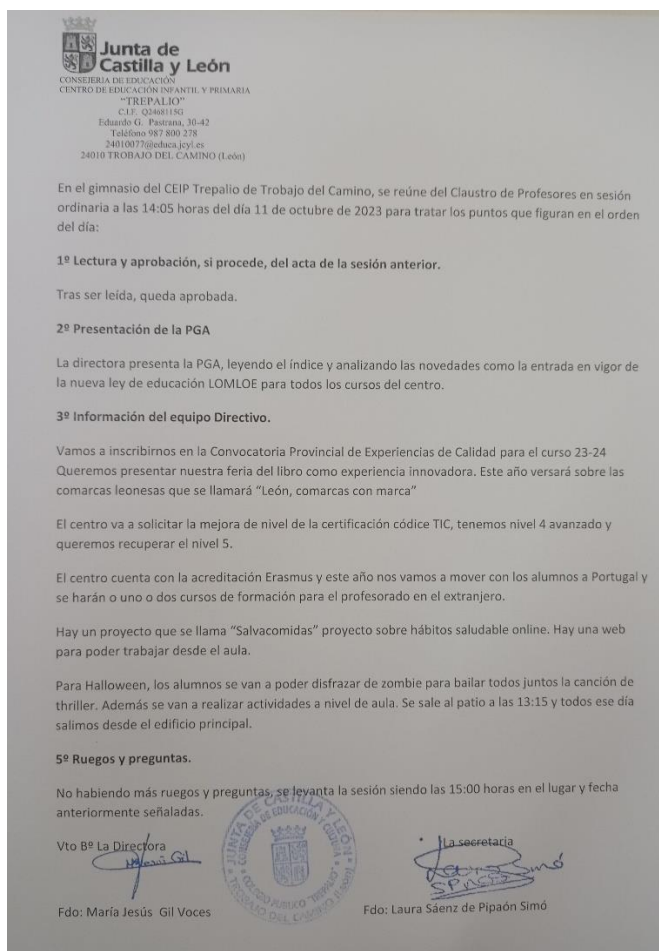 Junta de
Castilla y León
CONSEJERIA DE EDUCACIÓN
CENTRO DE EDUCACIÓN INFANTIL Y PRIMARIA
"TREPALIO"
C.I.F. Q2468115G
Eduardo G. Pastrana, 30-42
Teléfono 987 800 278
24010077@educa.jcyl.es
24010 TROBAJO DEL CAMINO (León)
En el gimnasio del CEIP Trepalio de Trobajo del Camino, se reúne del Claustro de Profesores en sesión
ordinaria a las 14:05 horas del día 11 de octubre de 2023 para tratar los puntos que figuran en el orden
del día:
1º Lectura y aprobación, si procede, del acta de la sesión anterior.
Tras ser leída, queda aprobada.
2º Presentación de la PGA
La directora presenta la PGA, leyendo el índice y analizando las novedades como la entrada en vigor de
la nueva ley de educación LOMLOE para todos los cursos del centro.
3º Información del equipo Directivo.
Vamos a inscribirnos en la Convocatoria Provincial de Experiencias de Calidad para el curso 23-24
Queremos presentar nuestra feria del libro como experiencia innovadora. Este año versará sobre las
comarcas leonesas que se llamará "León, comarcas con marca"
El centro va a solicitar la mejora de nivel de la certificación códice TIC, tenemos nivel 4 avanzado y
queremos recuperar el nivel 5.
El centro cuenta con la acreditación Erasmus y este año nos vamos a mover con los alumnos a Portugal y
se harán o uno o dos cursos de formación para el profesorado en el extranjero.
Hay un proyecto que se llama "Salvacomidas" proyecto sobre hábitos saludable online. Hay una web
para poder trabajar desde el aula.
Para Halloween, los alumnos se van a poder disfrazar de zombie para bailar todos juntos la canción de
thriller. Además se van a realizar actividades a nivel de aula. Se sale al patio a las 13:15 y todos ese día
salimos desde el edificio principal.
5º Ruegos y preguntas.
No habiendo más ruegos y preguntas, se levanta la sesión siendo las 15:00 horas en el lugar y fecha
anteriormente señaladas.
Vto Bº La Directora
La secretaria
JUNTA DE CASTILLA Y LEÓN
CONSEJERIA DE EDUCACIÓN Y CULTURA
COLEGIO PUBLICO "TREPALIO"
TROBAJO DEL CAMINO (León)
Fdo: María Jesús Gil Voces
Fdo: Laura Sáenz de Pipaón Simó